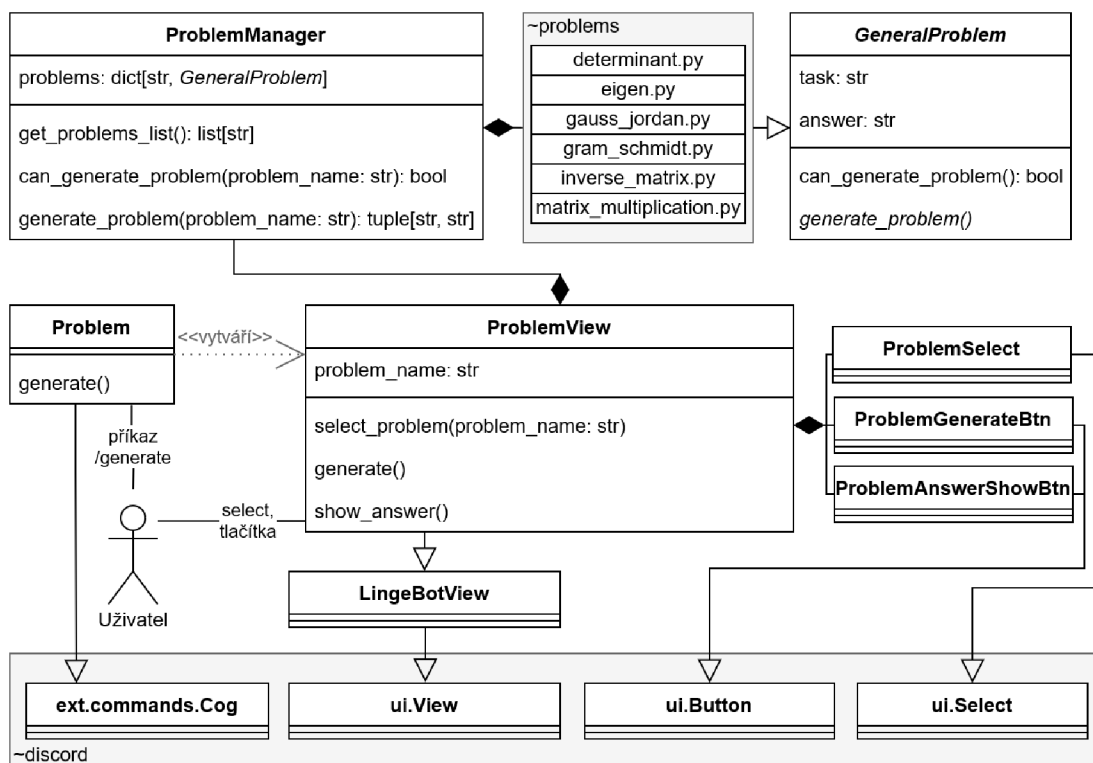 ProblemManager
problems: dict[str, GeneralProblem]
get_problems_list(): list[str]
can_generate_problem(problem_name: str): bool
generate_problem(problem_name: str): tuple[str, str]
~problems
determinant.py
eigen.py
gauss_jordan.py
gram_schmidt.py
inverse_matrix.py
matrix_multiplication.py
GeneralProblem
task: str
answer: str
can_generate_problem(): bool
generate_problem()
Problem
generate()
<<vytváří>>
ProblemView
problem_name: str
select_problem(problem_name: str)
generate()
show_answer()
ProblemSelect
ProblemGenerateBtn
ProblemAnswerShowBtn
příkaz
/generate
select,
tlačítka
Uživatel
LingeBotView
ext.commands.Cog
ui.View
ui.Button
ui.Select
~discord